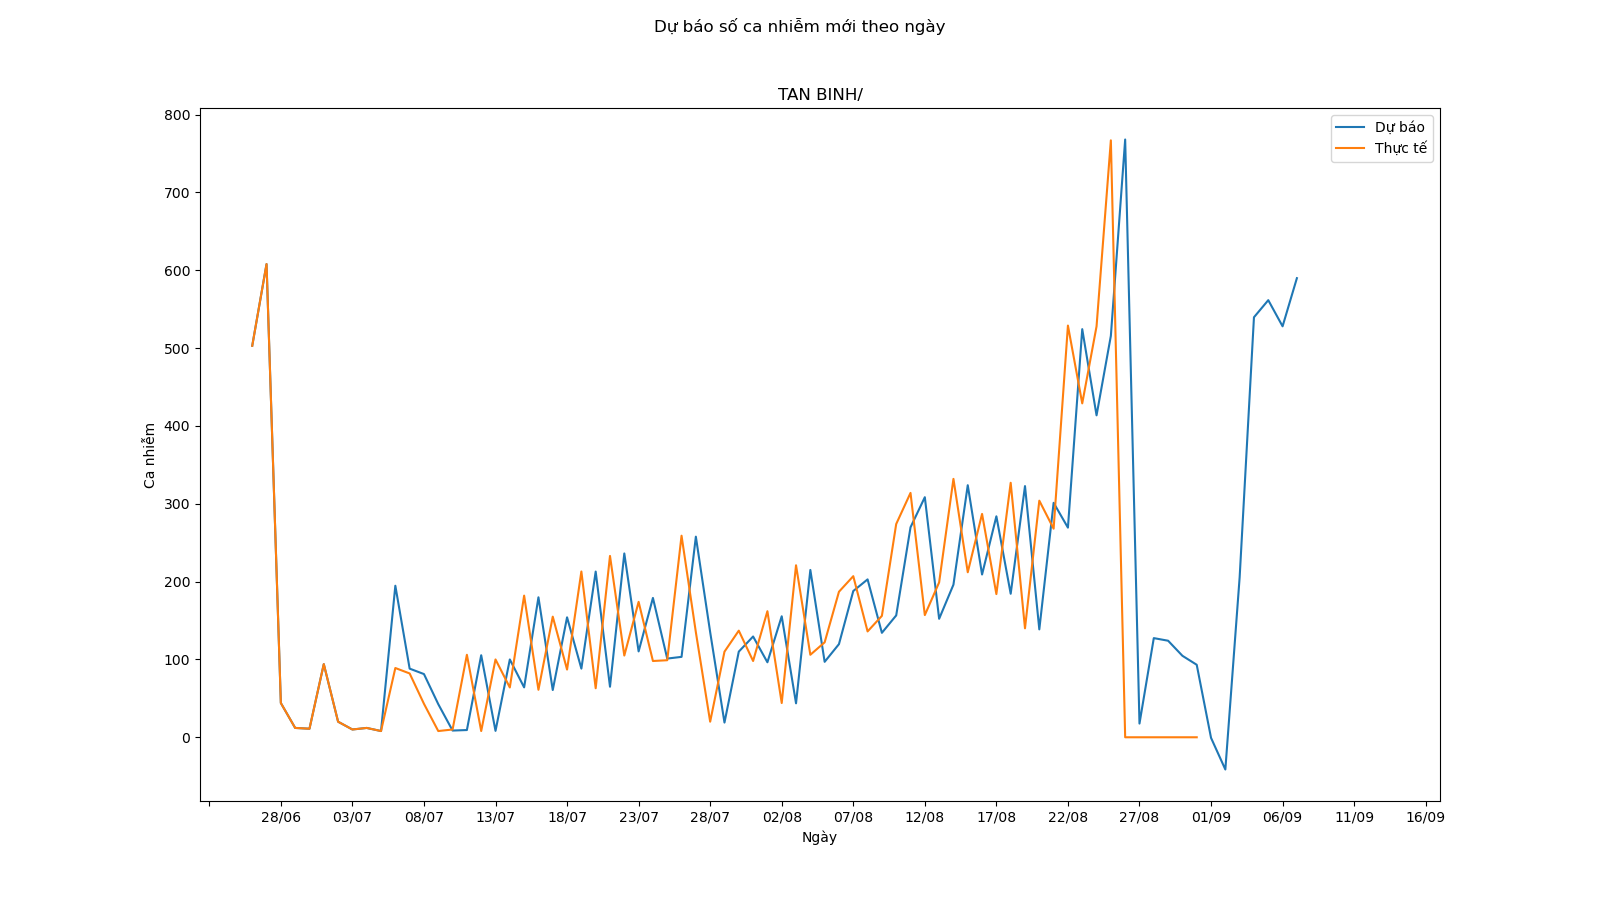 Dự báo số ca nhiễm mới theo ngày
TAN BINH/
Dự báo
Thực tế
Ca nhiễm
800
700
600
500
400
300
200
100
0
28/06 03/07 08/07 13/07 18/07 23/07 28/07 02/08 07/08 12/08 17/08 22/08 27/08 01/09 06/09 11/09 16/09
Ngày